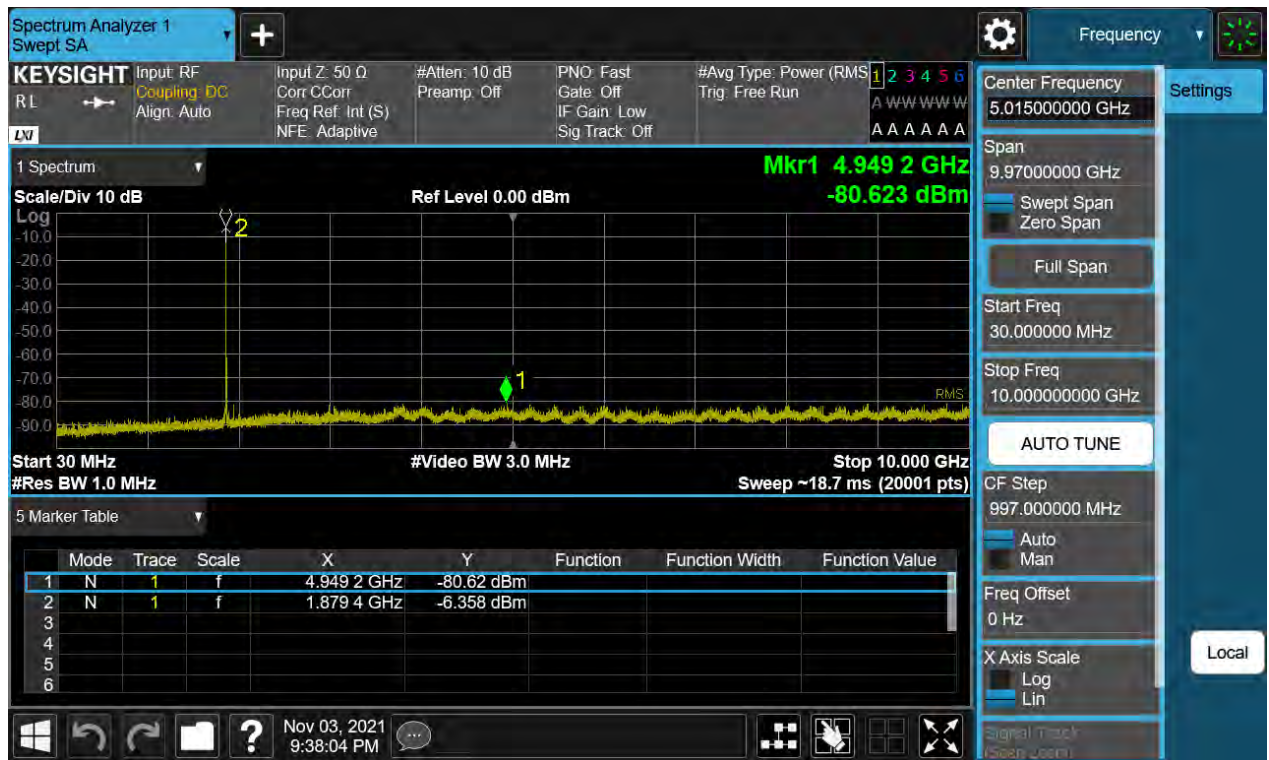 Spectrum Analyzer 1
Swept SA
Frequency
KEYSIGHT
RL
LXI
Input: RF
Coupling: DC
Align: Auto
Input Z: 50 Ω
Corr CCorr
Freq Ref: Int (S)
NFE: Adaptive
#Atten: 10 dB
Preamp: Off
PNO: Fast
Gate: Off
IF Gain: Low
Sig Track: Off
#Avg Type: Power (RMS
Trig: Free Run
1 2 3 4 5 6
A W W W W W
A A A A A A
1 Spectrum
Scale/Div 10 dB
Ref Level 0.00 dBm
Mkr1 4.949 2 GHz
-80.623 dBm
Log
-10.0
-20.0
-30.0
-40.0
-50.0
-60.0
-70.0
-80.0
-90.0
2
1
RMS
Start 30 MHz
#Video BW 3.0 MHz
Stop 10.000 GHz
#Res BW 1.0 MHz
Sweep ~18.7 ms (20001 pts)
5 Marker Table
Mode Trace Scale X Y Function Function Width Function Value
1 N 1 f 4.949 2 GHz -80.62 dBm
2 N 1 f 1.879 4 GHz -6.358 dBm
3
4
5
6
Nov 03, 2021
9:38:04 PM
Center Frequency
5.015000000 GHz
Settings
Span
9.97000000 GHz
Swept Span
Zero Span
Full Span
Start Freq
30.000000 MHz
Stop Freq
10.000000000 GHz
AUTO TUNE
CF Step
997.000000 MHz
Auto
Man
Freq Offset
0 Hz
X Axis Scale
Log
Lin
Local
Signal Track
(Span Zoom)